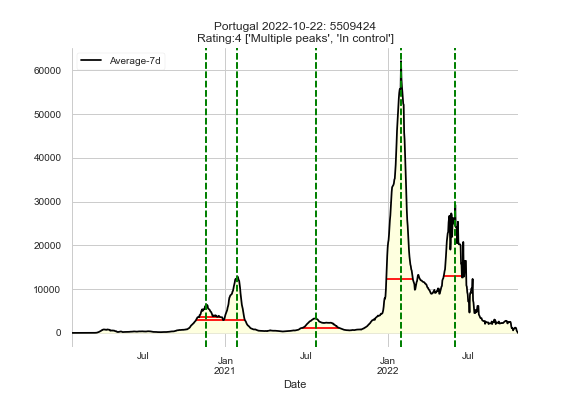 Portugal 2022-10-22: 5509424
Rating:4 ['Multiple peaks', 'In control']
Average-7d
60000
50000
40000
30000
20000
10000
0
Jul Jan Jul Jan Jul
2021 2022
Date